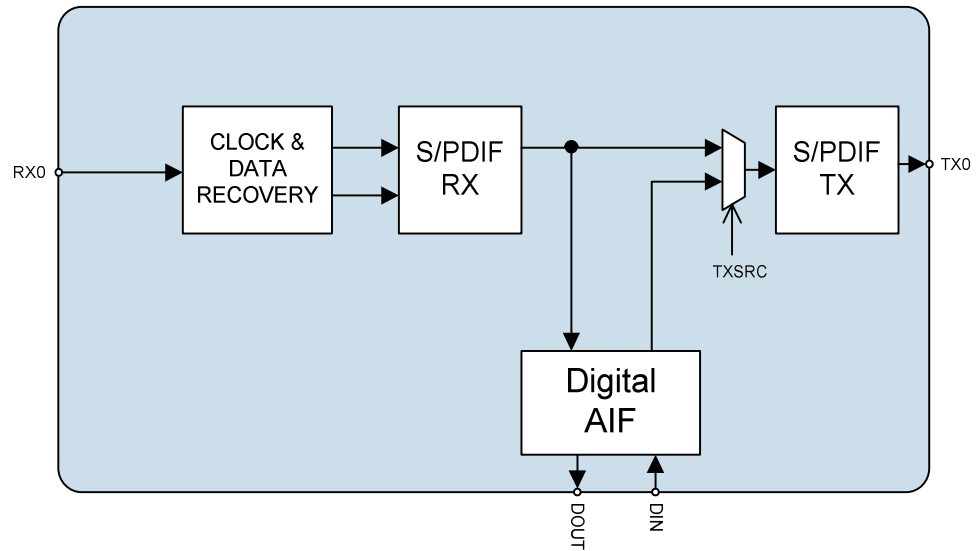 RX0
CLOCK &
DATA
RECOVERY
S/PDIF
RX
S/PDIF
TX
TX0
TXSRC
Digital
AIF
DOUT
DIN